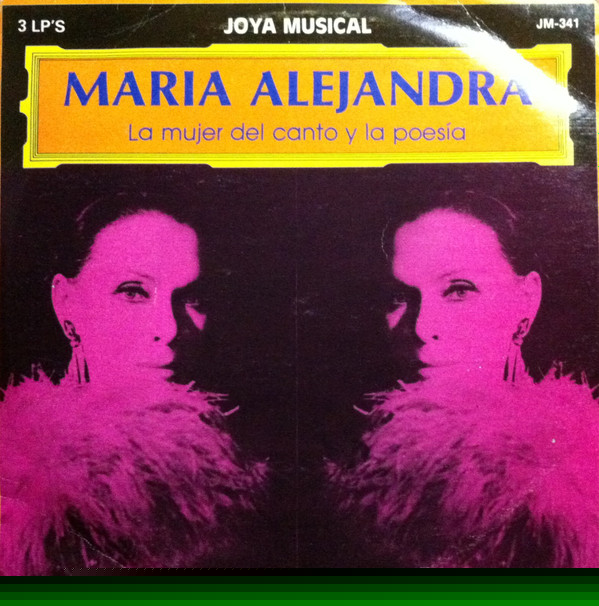 3 LP'S JOYA MUSICAL JM-341
MARIA ALEJANDRA
La mujer del canto y la poesía